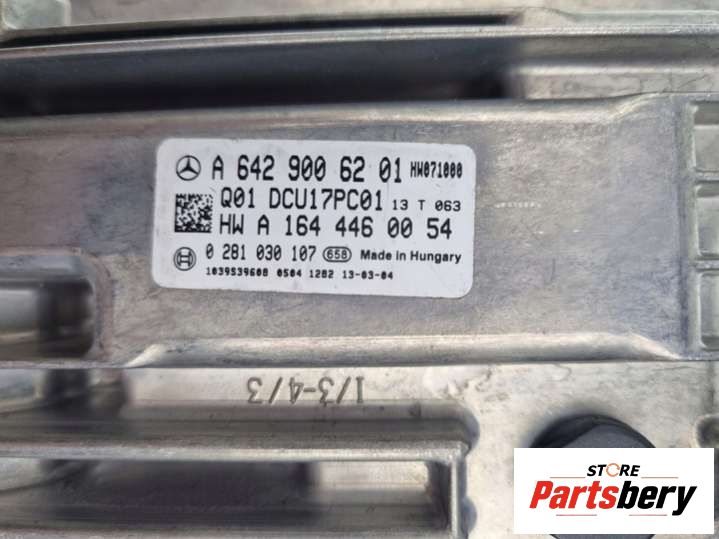 A 642 900 62 01 HW071000
Q01 DCU17PC01 13 T 063
HW A 164 446 00 54
0 281 030 107 658 Made in Hungary
1039S39608 0504 1282 13-03-04
1/3-4/3
STORE
Partsbery